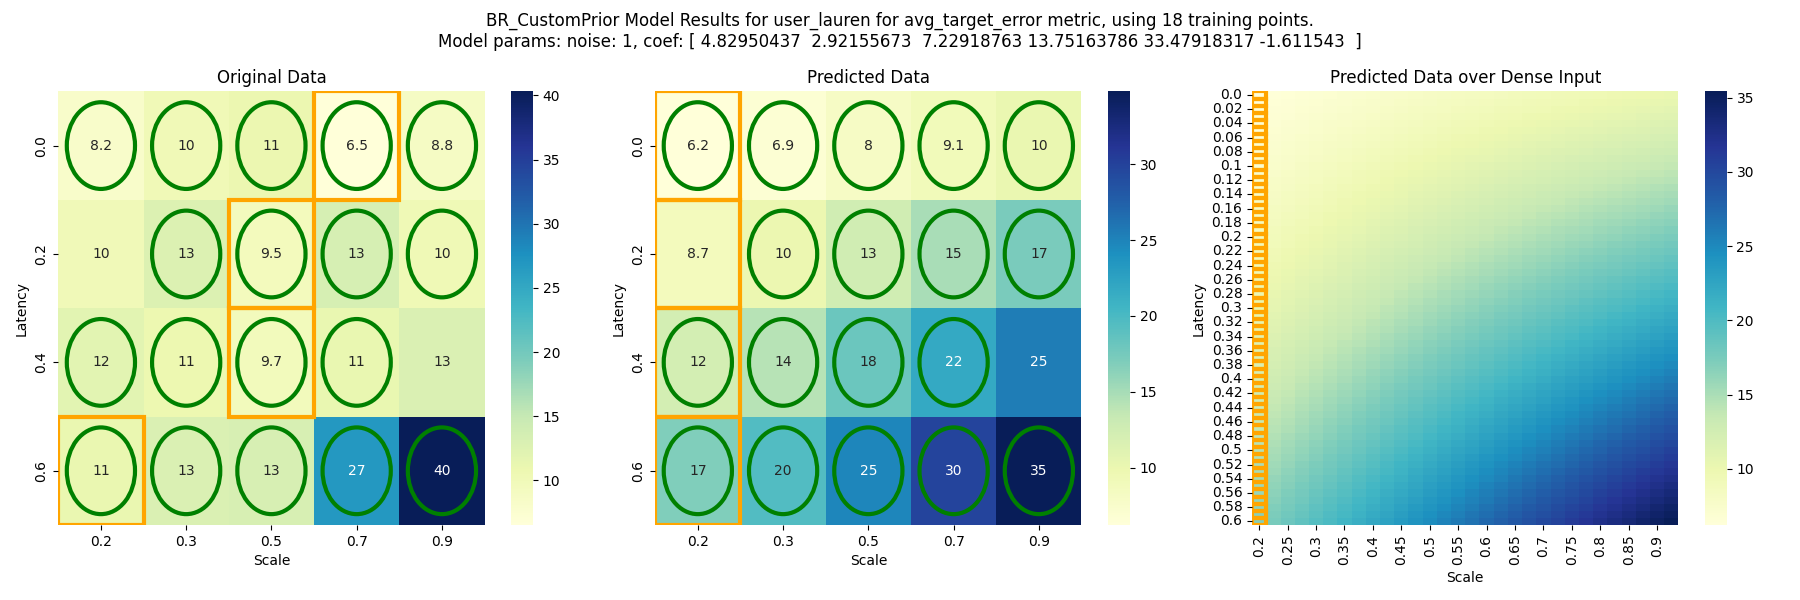 BR_CustomPrior Model Results for user_lauren for avg_target_error metric, using 18 training points.
Model params: noise: 1, coef: [ 4.82950437  2.92155673  7.22918763 13.75163786 33.47918317 -1.611543  ]
Original Data
Latency
0.0 8.2 10 11 6.5 8.8
0.2 10 13 9.5 13 10
0.4 12 11 9.7 11 13
0.6 11 13 13 27 40
0.2 0.3 0.5 0.7 0.9
Scale
40
35
30
25
20
15
10
Predicted Data
Latency
0.0 6.2 6.9 8 9.1 10
0.2 8.7 10 13 15 17
0.4 12 14 18 22 25
0.6 17 20 25 30 35
0.2 0.3 0.5 0.7 0.9
Scale
30
25
20
15
10
Predicted Data over Dense Input
Latency
0.0
0.02
0.04
0.06
0.08
0.1
0.12
0.14
0.16
0.18
0.2
0.22
0.24
0.26
0.28
0.3
0.32
0.34
0.36
0.38
0.4
0.42
0.44
0.46
0.48
0.5
0.52
0.54
0.56
0.58
0.6
0.2 0.25 0.3 0.35 0.4 0.45 0.5 0.55 0.6 0.65 0.7 0.75 0.8 0.85 0.9
Scale
35
30
25
20
15
10